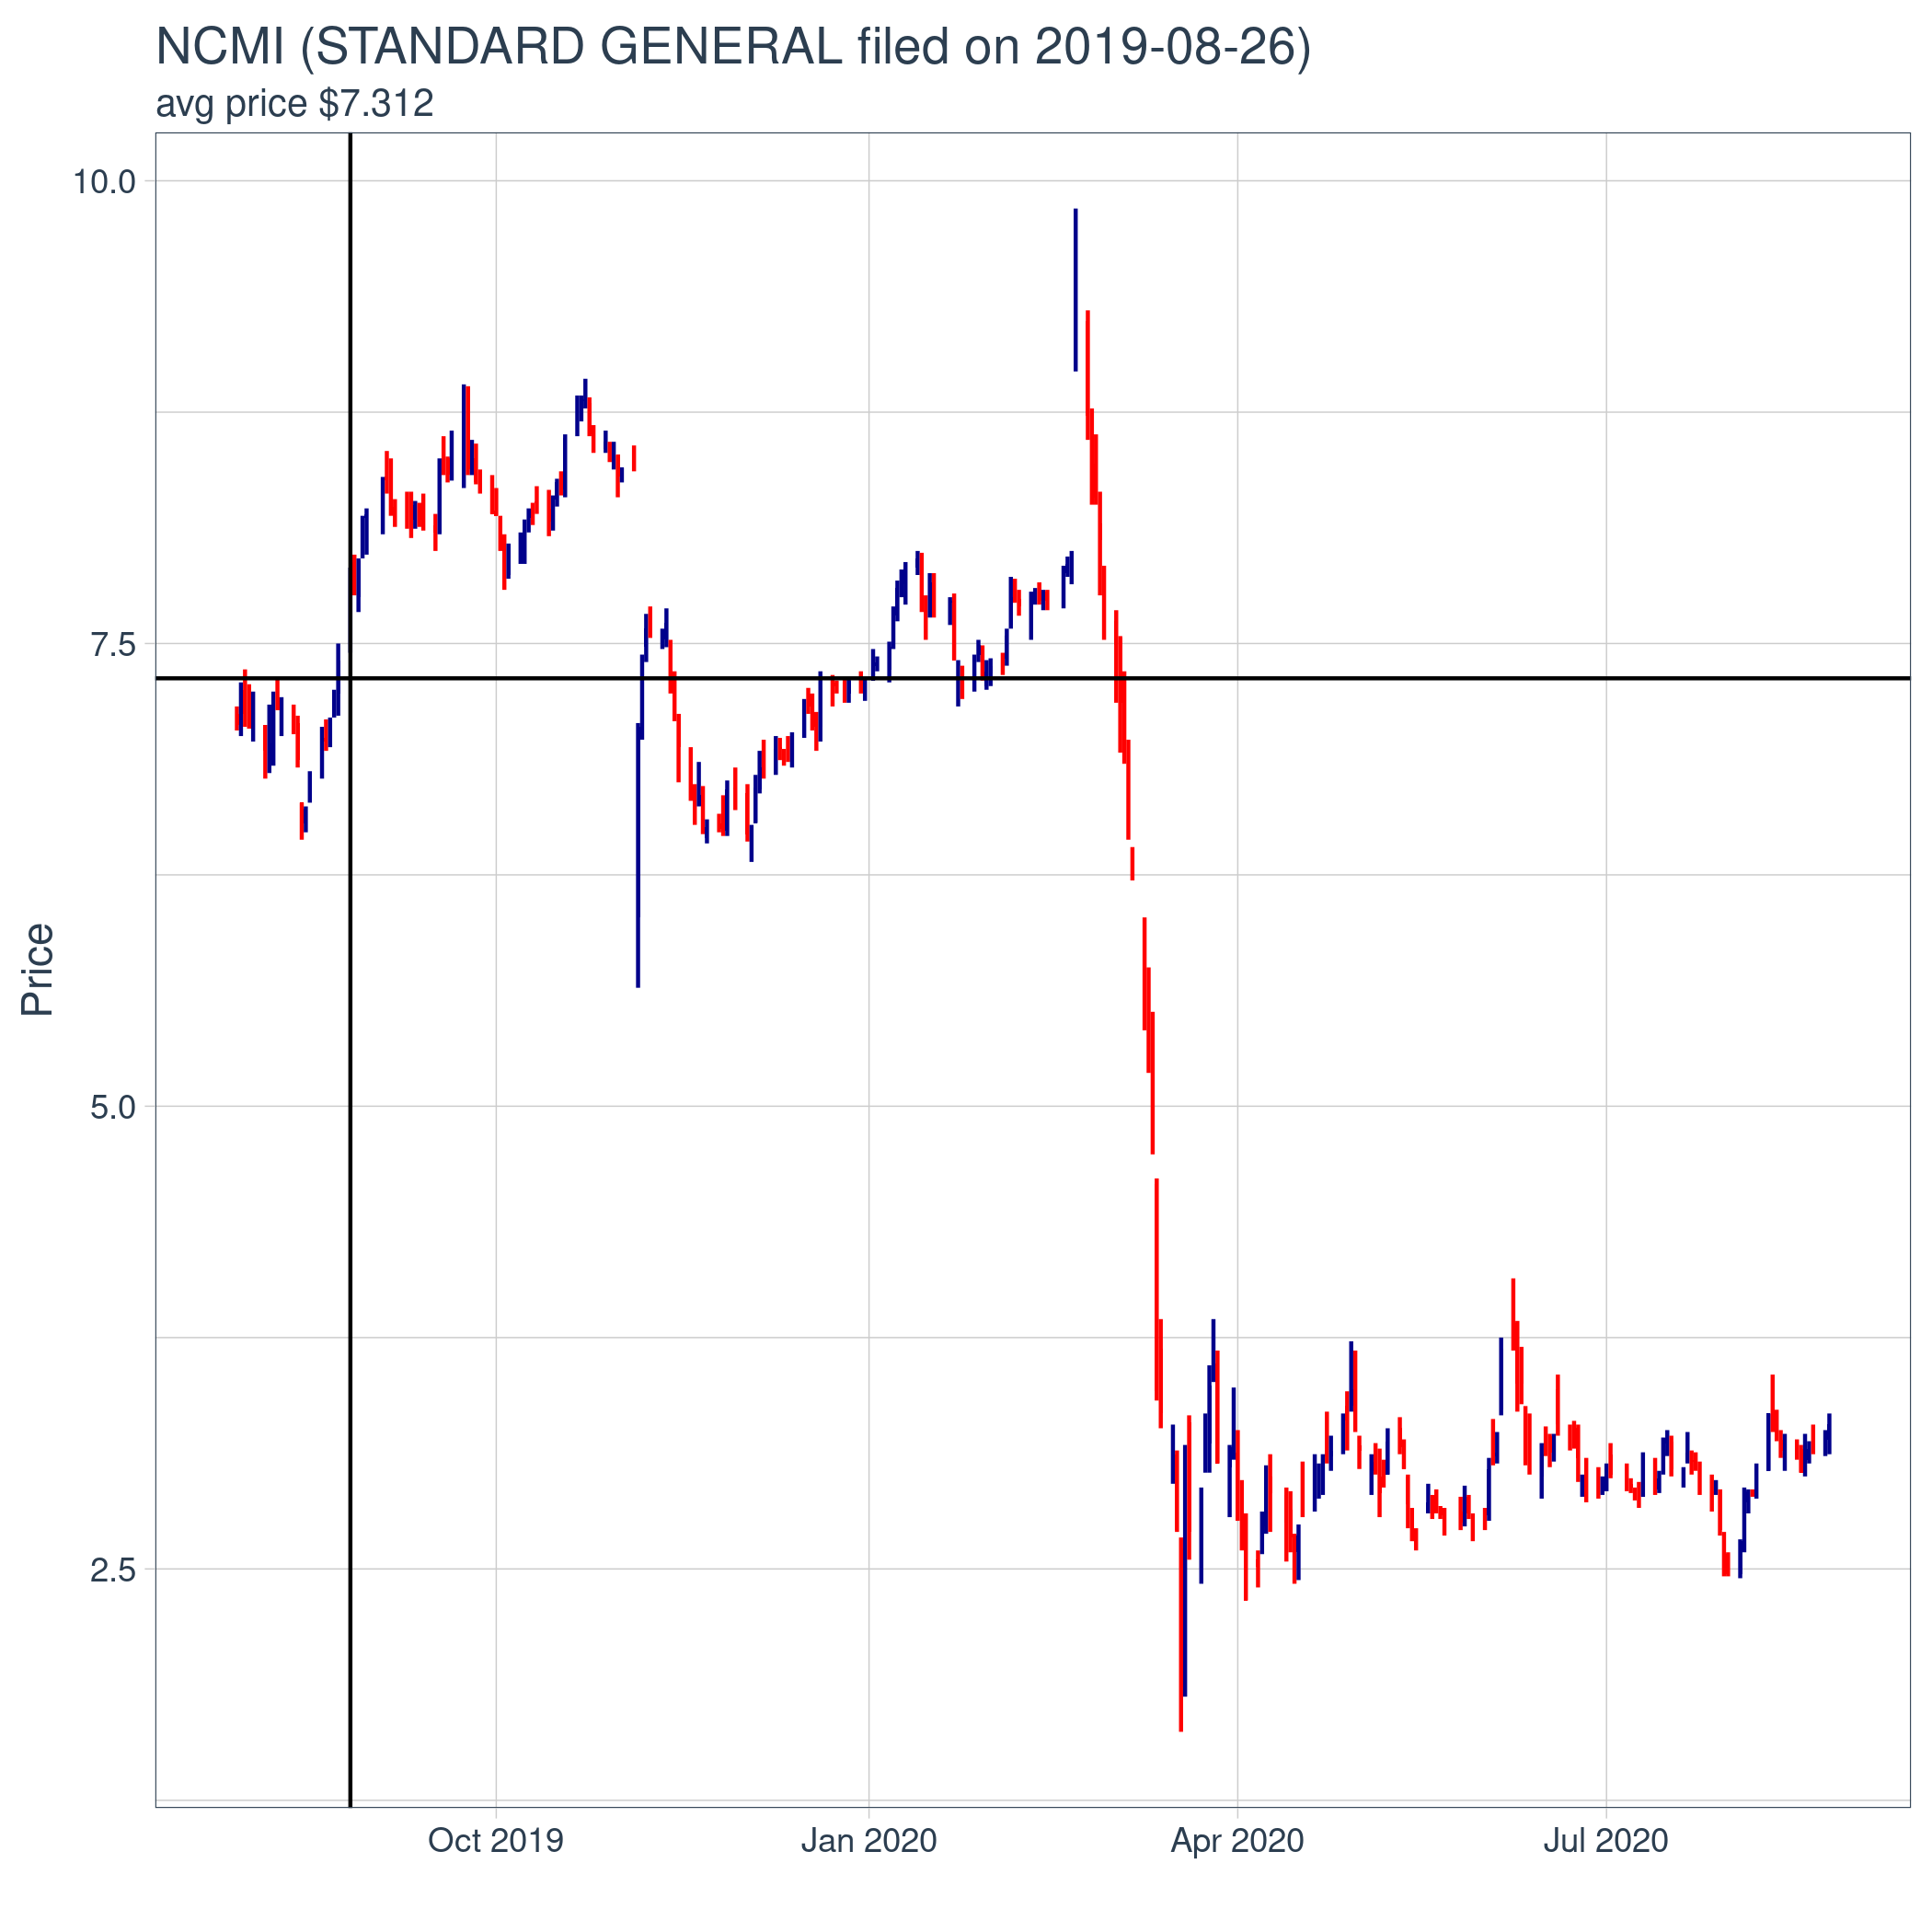 NCMI (STANDARD GENERAL filed on 2019-08-26)
avg price $7.312
10.0
7.5
5.0
2.5
Price
Oct 2019
Jan 2020
Apr 2020
Jul 2020